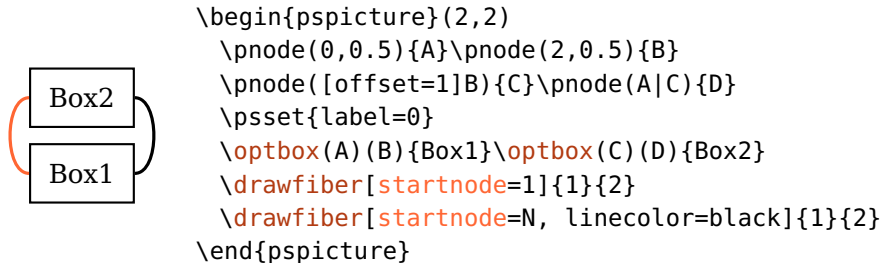 Box2
Box1
\begin{pspicture}(2,2)
\pnode(0,0.5){A}\pnode(2,0.5){B}
\pnode([offset=1]B){C}\pnode(A|C){D}
\psset{label=0}
\optbox(A)(B){Box1}\optbox(C)(D){Box2}
\drawfiber[startnode=1]{1}{2}
\drawfiber[startnode=N, linecolor=black]{1}{2}
\end{pspicture}